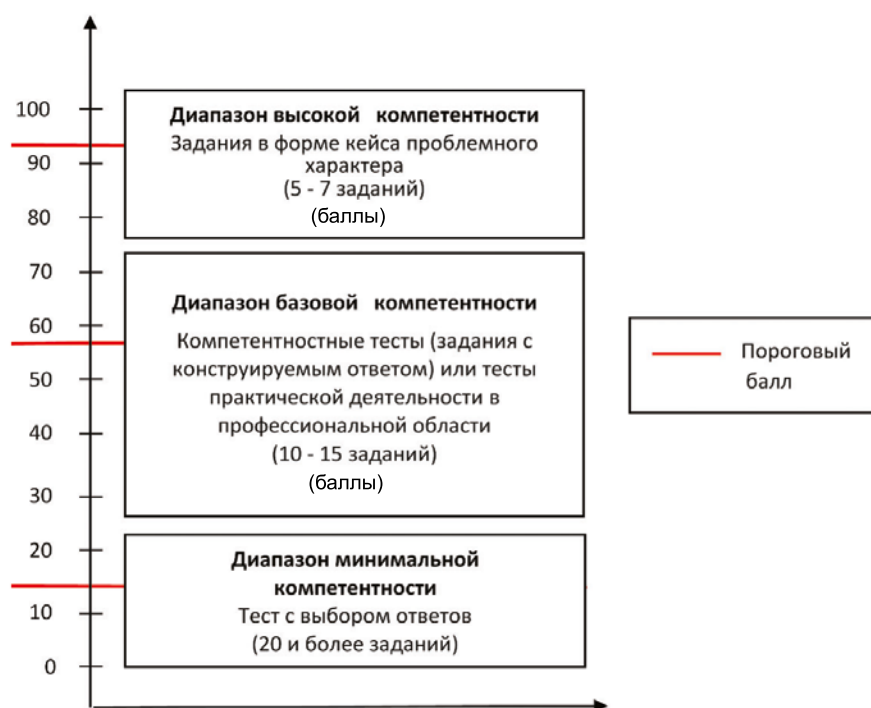 100
90
80
70
60
50
40
30
20
10
0
Диапазон высокой компетентности
Задания в форме кейса проблемного
характера
(5 - 7 заданий)
(баллы)
Диапазон базовой компетентности
Компетентностные тесты (задания с
конструируемым ответом) или тесты
практической деятельности в
профессиональной области
(10 - 15 заданий)
(баллы)
Диапазон минимальной
компетентности
Тест с выбором ответов
(20 и более заданий)
Пороговый
балл